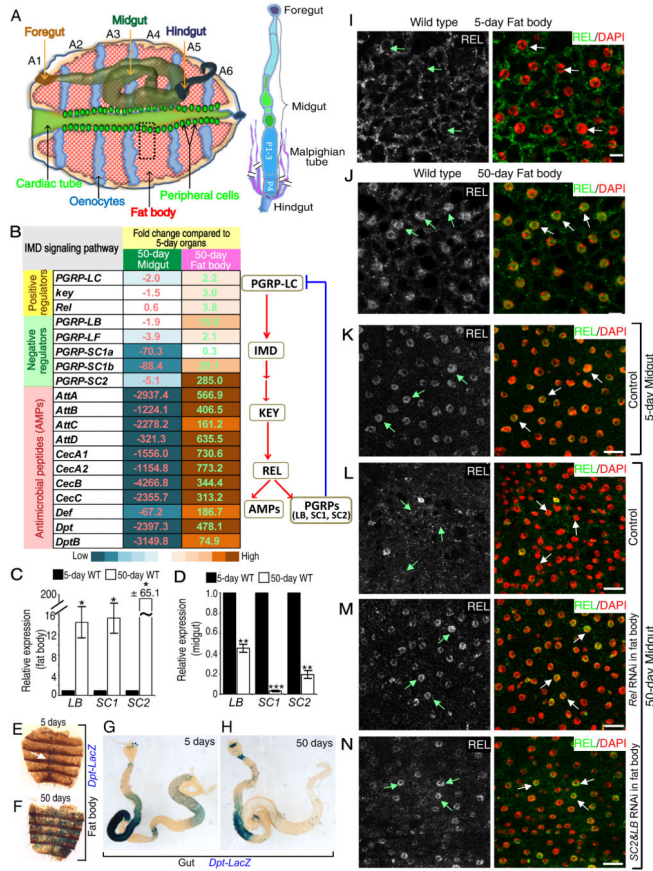 A
Foregut
Midgut
Hindgut
A1
A2
A3
A4
A5
A6
Cardiac tube
Oenocytes
Fat body
Peripheral cells
Foregut
Midgut
Malpighian tube
P1-3
P4
Hindgut
B
IMD signaling pathway
Fold change compared to 5-day organs
50-day Midgut
50-day Fat body
Positive regulators
PGRP-LC -2.0 2.2
key -1.5 3.0
Rel 0.6 3.8
Negative regulators
PGRP-LB -1.9
PGRP-LF -3.9 2.1
PGRP-SC1a -70.3 0.3
PGRP-SC1b -88.4
PGRP-SC2 -5.1 285.0
Antimicrobial peptides (AMPs)
AttA -2937.4 566.9
AttB -1224.1 406.5
AttC -2278.2 161.2
AttD -321.3 635.5
CecA1 -1556.0 730.6
CecA2 -1154.8 773.2
CecB -4266.8 344.4
CecC -2355.7 313.2
Def -67.2 186.7
Dpt -2397.3 478.1
DptB -3149.8 74.9
Low
High
PGRP-LC
IMD
KEY
REL
AMPs
PGRPs
(LB, SC1, SC2)
C
5-day WT
50-day WT
Relative expression (fat body)
200
16
12
8
4
0
*
*
*
± 65.1
~
LB SC1 SC2
D
5-day WT
50-day WT
Relative expression (midgut)
1.0
0.8
0.6
0.4
0.2
0
**
***
**
LB SC1 SC2
E
5 days
F
50 days
Dpt-LacZ
Fat body
G
5 days
H
50 days
Gut Dpt-LacZ
I
Wild type 5-day Fat body
REL
REL/DAPI
J
Wild type 50-day Fat body
REL
REL/DAPI
K
REL
REL/DAPI
Control
5-day Midgut
L
REL
REL/DAPI
Control
M
REL
REL/DAPI
Rel RNAi in fat body
N
REL
REL/DAPI
SC2&LB RNAi in fat body
50-day Midgut